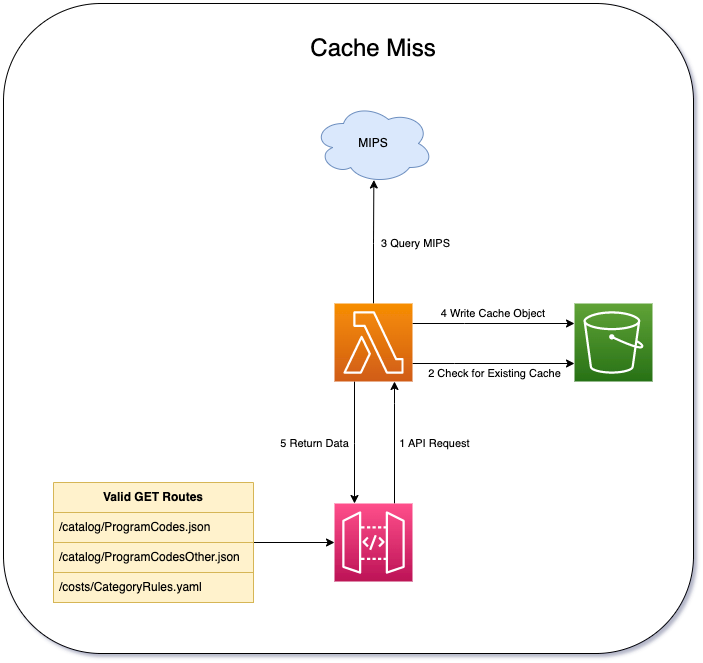 Cache Miss
MIPS
3 Query MIPS
4 Write Cache Object
2 Check for Existing Cache
5 Return Data
1 API Request
Valid GET Routes
/catalog/ProgramCodes.json
/catalog/ProgramCodesOther.json
/costs/CategoryRules.yaml
</>